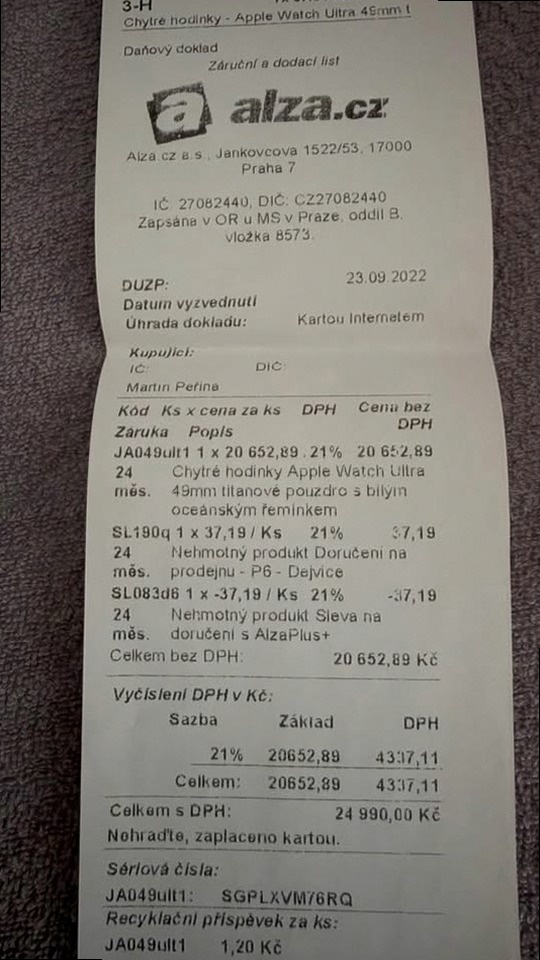 3-H
Chytré hodinky - Apple Watch Ultra 49mm t
Daňový doklad
Záruční a dodací list
a alza.cz
Alza.cz a.s., Jankovcova 1522/53, 17000
Praha 7
IČ: 27082440, DIČ: CZ27082440
Zapsána v OR u MS v Praze, oddíl B,
vložka 8573.
DUZP: 23.09.2022
Datum vyzvednutí
Úhrada dokladu: Kartou Internetem
Kupující:
IČ: DIČ:
Martin Peřina
Kód Ks x cena za ks DPH Cena bez
DPH
Záruka Popis
JA049ult1 1 x 20 652,89 . 21% 20 652,89
24 Chytré hodinky Apple Watch Ultra
měs. 49mm titanové pouzdro s bílým
oceánským řemínkem
SL190q 1 x 37,19 / Ks 21% 37,19
24 Nehmotný produkt Doručení na
měs. prodejnu - P6 - Dejvice
SL083d6 1 x -37,19 / Ks 21% -37,19
24 Nehmotný produkt Sleva na
měs. doručení s AlzaPlus+
Celkem bez DPH: 20 652,89 Kč
Vyčíslení DPH v Kč:
Sazba Základ DPH
21% 20652,89 4337,11
Celkem: 20652,89 4337,11
Celkem s DPH: 24 990,00 Kč
Nehraďte, zaplaceno kartou.
Sériová čísla:
JA049ult1: SGPLXVM76RQ
Recyklační příspěvek za ks:
JA049ult1 1,20 Kč